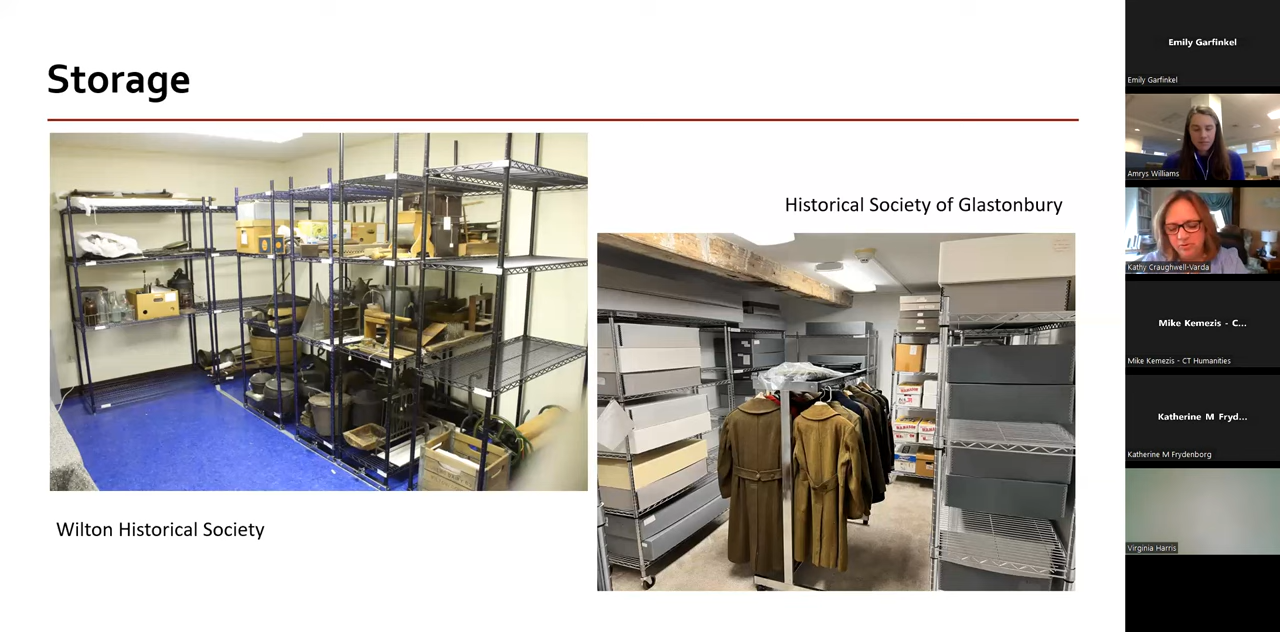 Storage
Historical Society of Glastonbury
Wilton Historical Society
Emily Garfinkel
Emily Garfinkel
Amrys Williams
Kathy Craughwell-Varda
Mike Kemezis - C...
Mike Kemezis - CT Humanities
Katherine M Fryd...
Katherine M Frydenborg
Virginia Harris